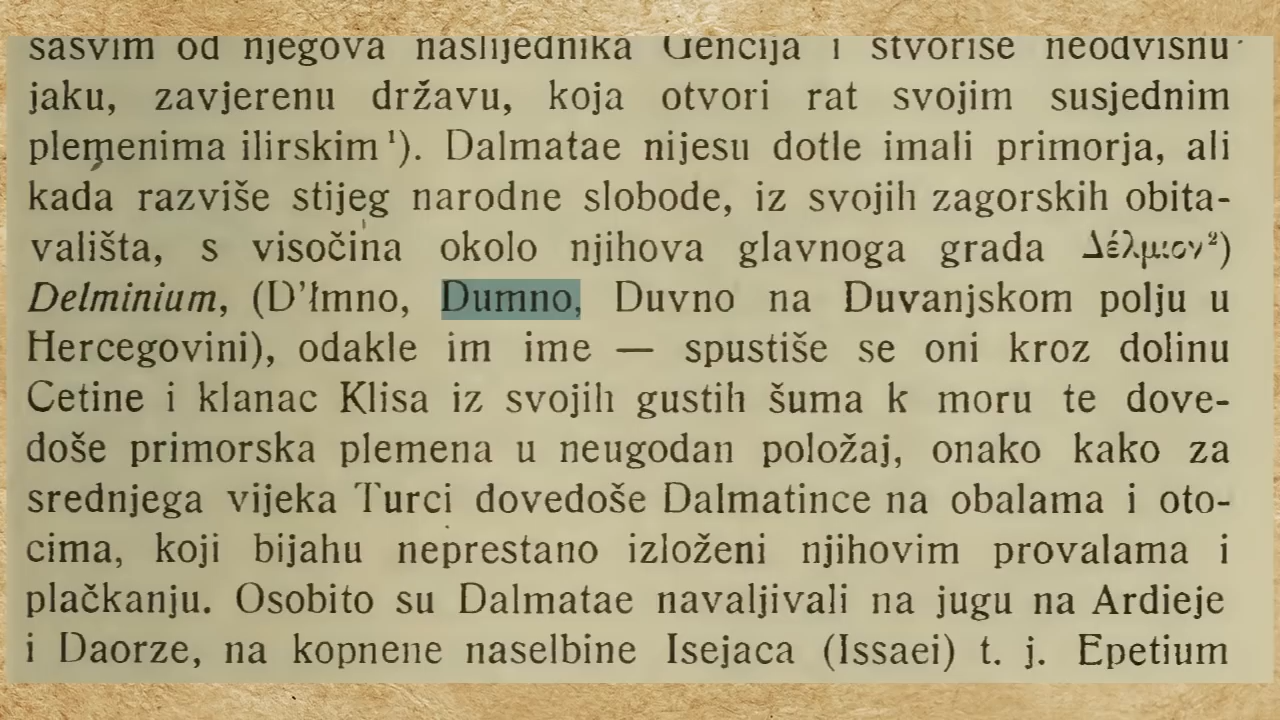 sasvim od njegova naslijednika Gencija i stvoriše neodvisnu
jaku, zavjerenu državu, koja otvori rat svojim susjednim
plemenima ilirskim ¹). Dalmatae nijesu dotle imali primorja, ali
kada razviše stijeg narodne slobode, iz svojih zagorskih obita-
vališta, s visočina okolo njihova glavnoga grada Δέλμιον²)
Delminium, (D’łmno, Dumno, Duvno na Duvanjskom polju u
Hercegovini), odakle im ime — spustiše se oni kroz dolinu
Cetine i klanac Klisa iz svojih gustih šuma k moru te dove-
doše primorska plemena u neugodan položaj, onako kako za
srednjega vijeka Turci dovedoše Dalmatince na obalama i oto-
cima, koji bijahu neprestano izloženi njihovim provalama i
plačkanju. Osobito su Dalmatae navaljivali na jugu na Ardieje
i Daorze, na kopnene naselbine Isejaca (Issaei) t. j. Epetium